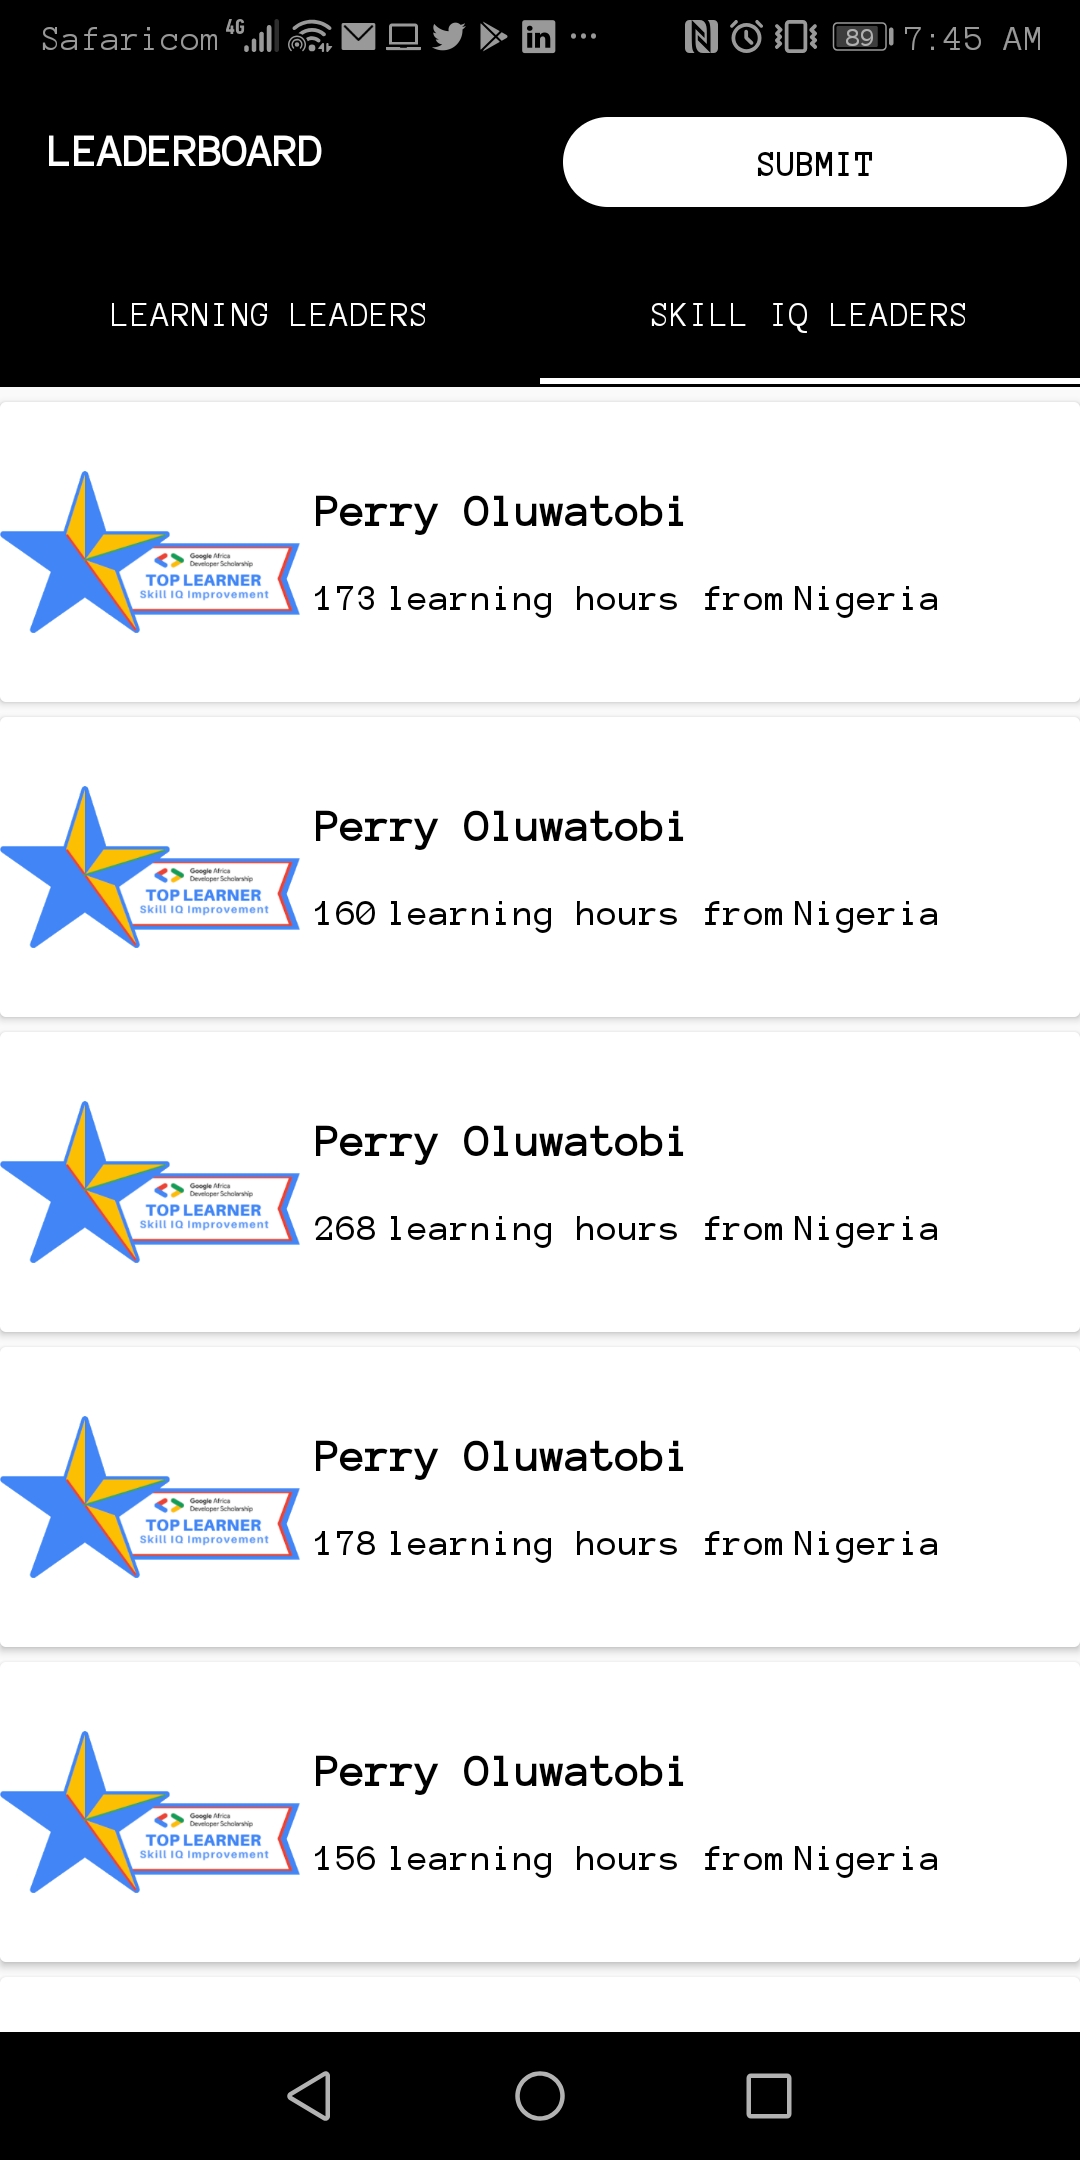 Safaricom 4G 89 7:45 AM
LEADERBOARD
SUBMIT
LEARNING LEADERS
SKILL IQ LEADERS
Perry Oluwatobi
Google Africa
Developer Scholarship
TOP LEARNER
Skill IQ Improvement
173 learning hours from Nigeria
Perry Oluwatobi
Google Africa
Developer Scholarship
TOP LEARNER
Skill IQ Improvement
160 learning hours from Nigeria
Perry Oluwatobi
Google Africa
Developer Scholarship
TOP LEARNER
Skill IQ Improvement
268 learning hours from Nigeria
Perry Oluwatobi
Google Africa
Developer Scholarship
TOP LEARNER
Skill IQ Improvement
178 learning hours from Nigeria
Perry Oluwatobi
Google Africa
Developer Scholarship
TOP LEARNER
Skill IQ Improvement
156 learning hours from Nigeria